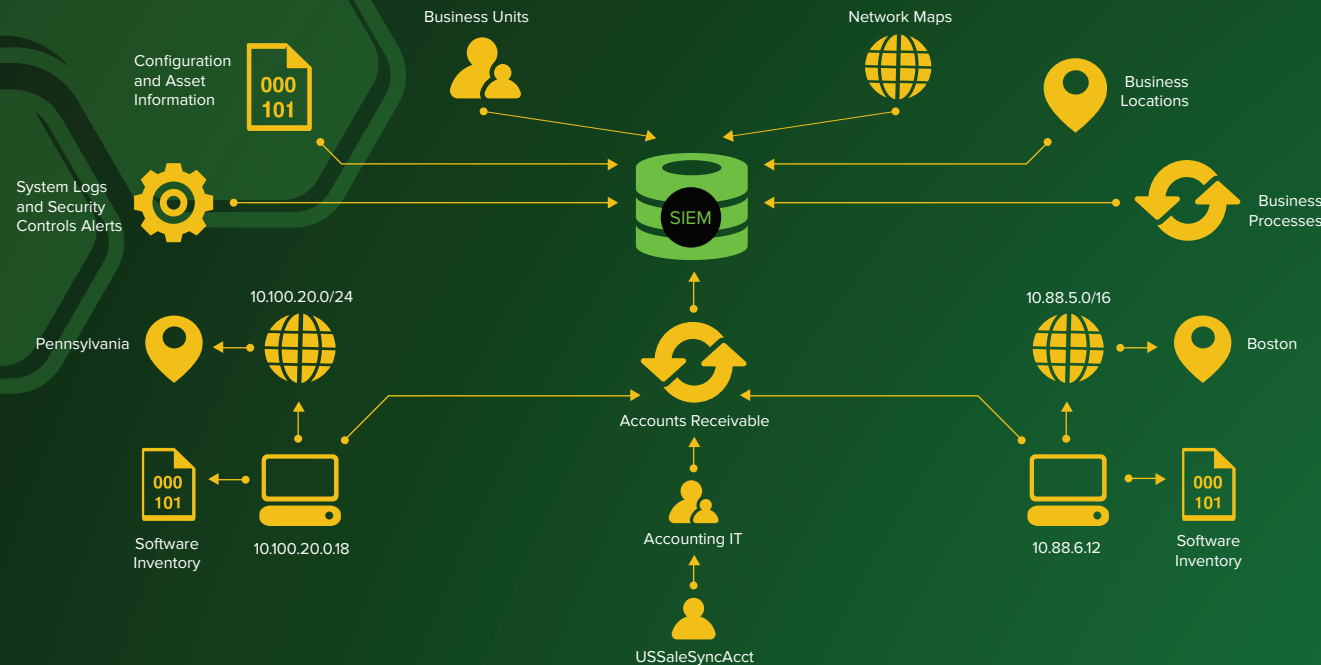 Business Units
Network Maps
Configuration
and Asset
Information
000
101
Business
Locations
System Logs
and Security
Controls Alerts
SIEM
Business
Processes
10.100.20.0/24
10.88.5.0/16
Pennsylvania
Boston
Accounts Receivable
000
101
Software
Inventory
10.100.20.0.18
Accounting IT
10.88.6.12
000
101
Software
Inventory
USSaleSyncAcct